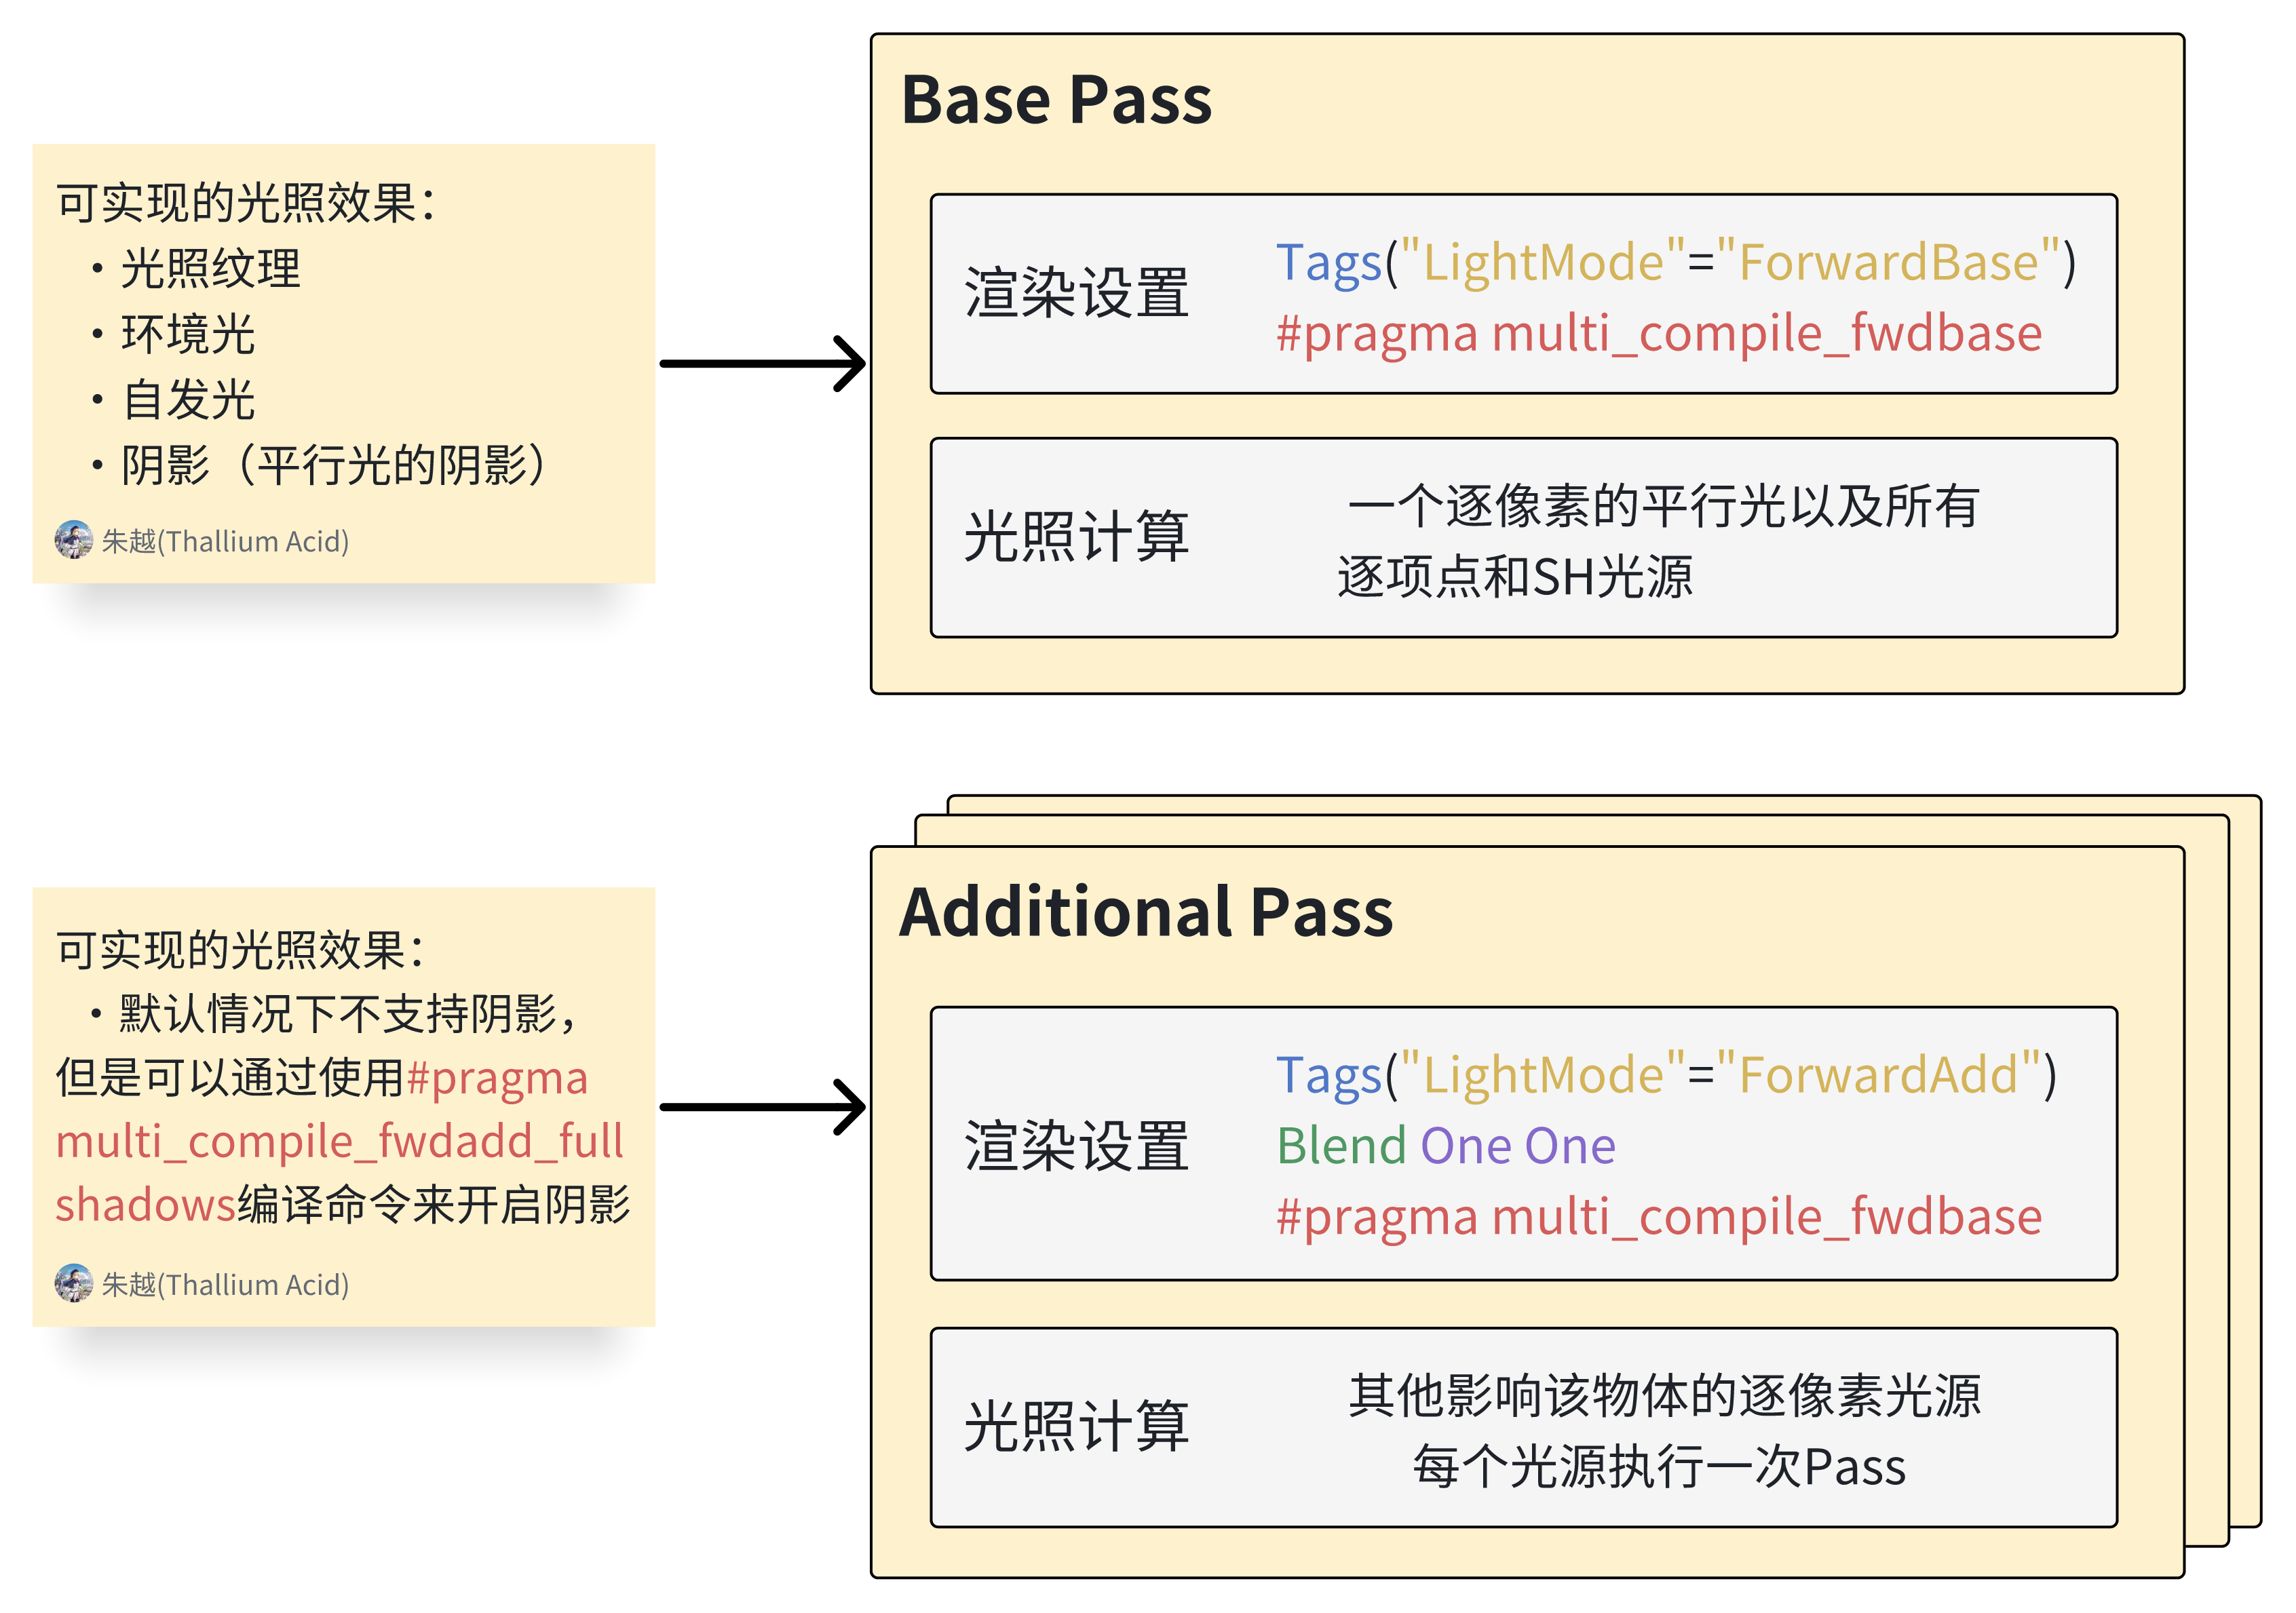 可实现的光照效果：
• 光照纹理
• 环境光
• 自发光
• 阴影（平行光的阴影）
朱越(Thallium Acid)
Base Pass
渲染设置
Tags("LightMode"="ForwardBase")
#pragma multi_compile_fwdbase
光照计算
一个逐像素的平行光以及所有
逐项点和SH光源
可实现的光照效果：
• 默认情况下不支持阴影，
但是可以通过使用#pragma
multi_compile_fwdadd_full
shadows编译命令来开启阴影
朱越(Thallium Acid)
Additional Pass
渲染设置
Tags("LightMode"="ForwardAdd")
Blend One One
#pragma multi_compile_fwdbase
光照计算
其他影响该物体的逐像素光源
每个光源执行一次Pass